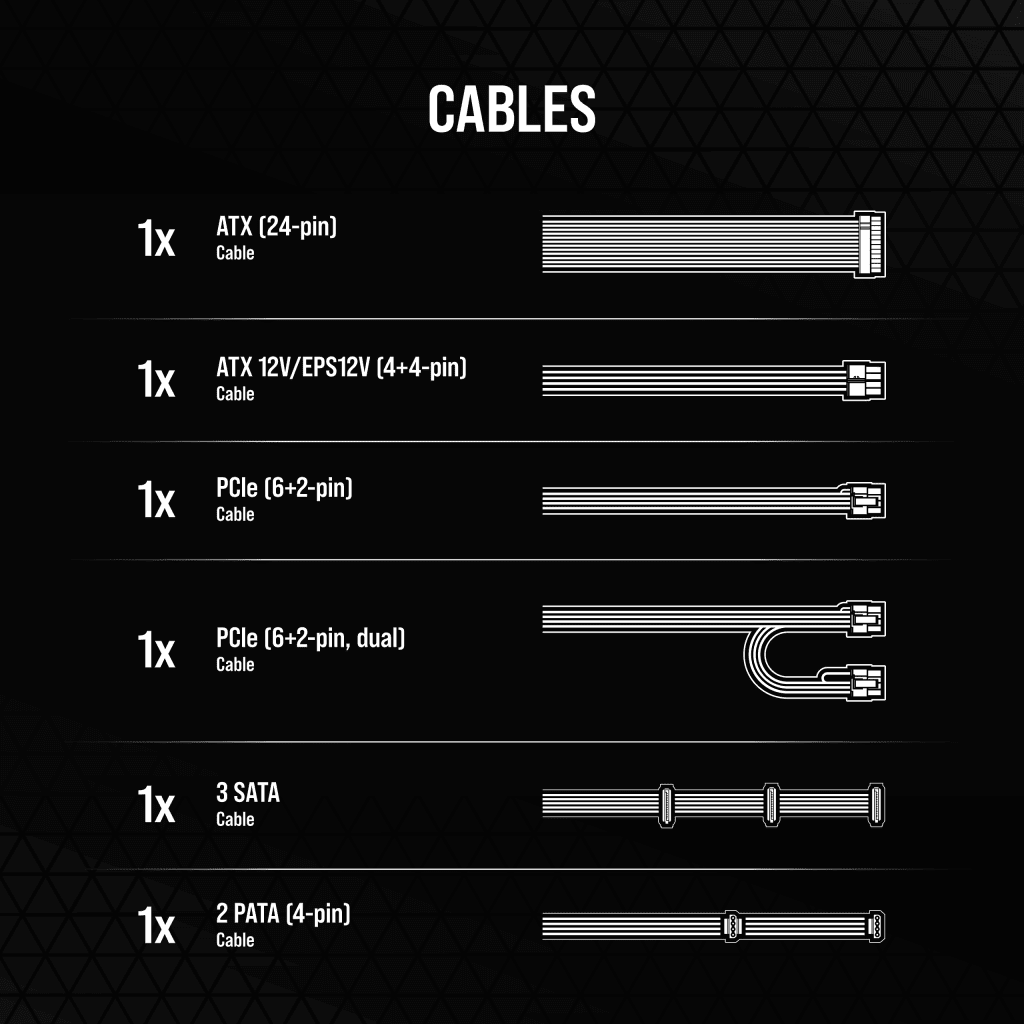 CABLES
1x
ATX (24-pin)
Cable
1x
ATX 12V/EPS12V (4+4-pin)
Cable
1x
PCIe (6+2-pin)
Cable
1x
PCIe (6+2-pin, dual)
Cable
1x
3 SATA
Cable
1x
2 PATA (4-pin)
Cable